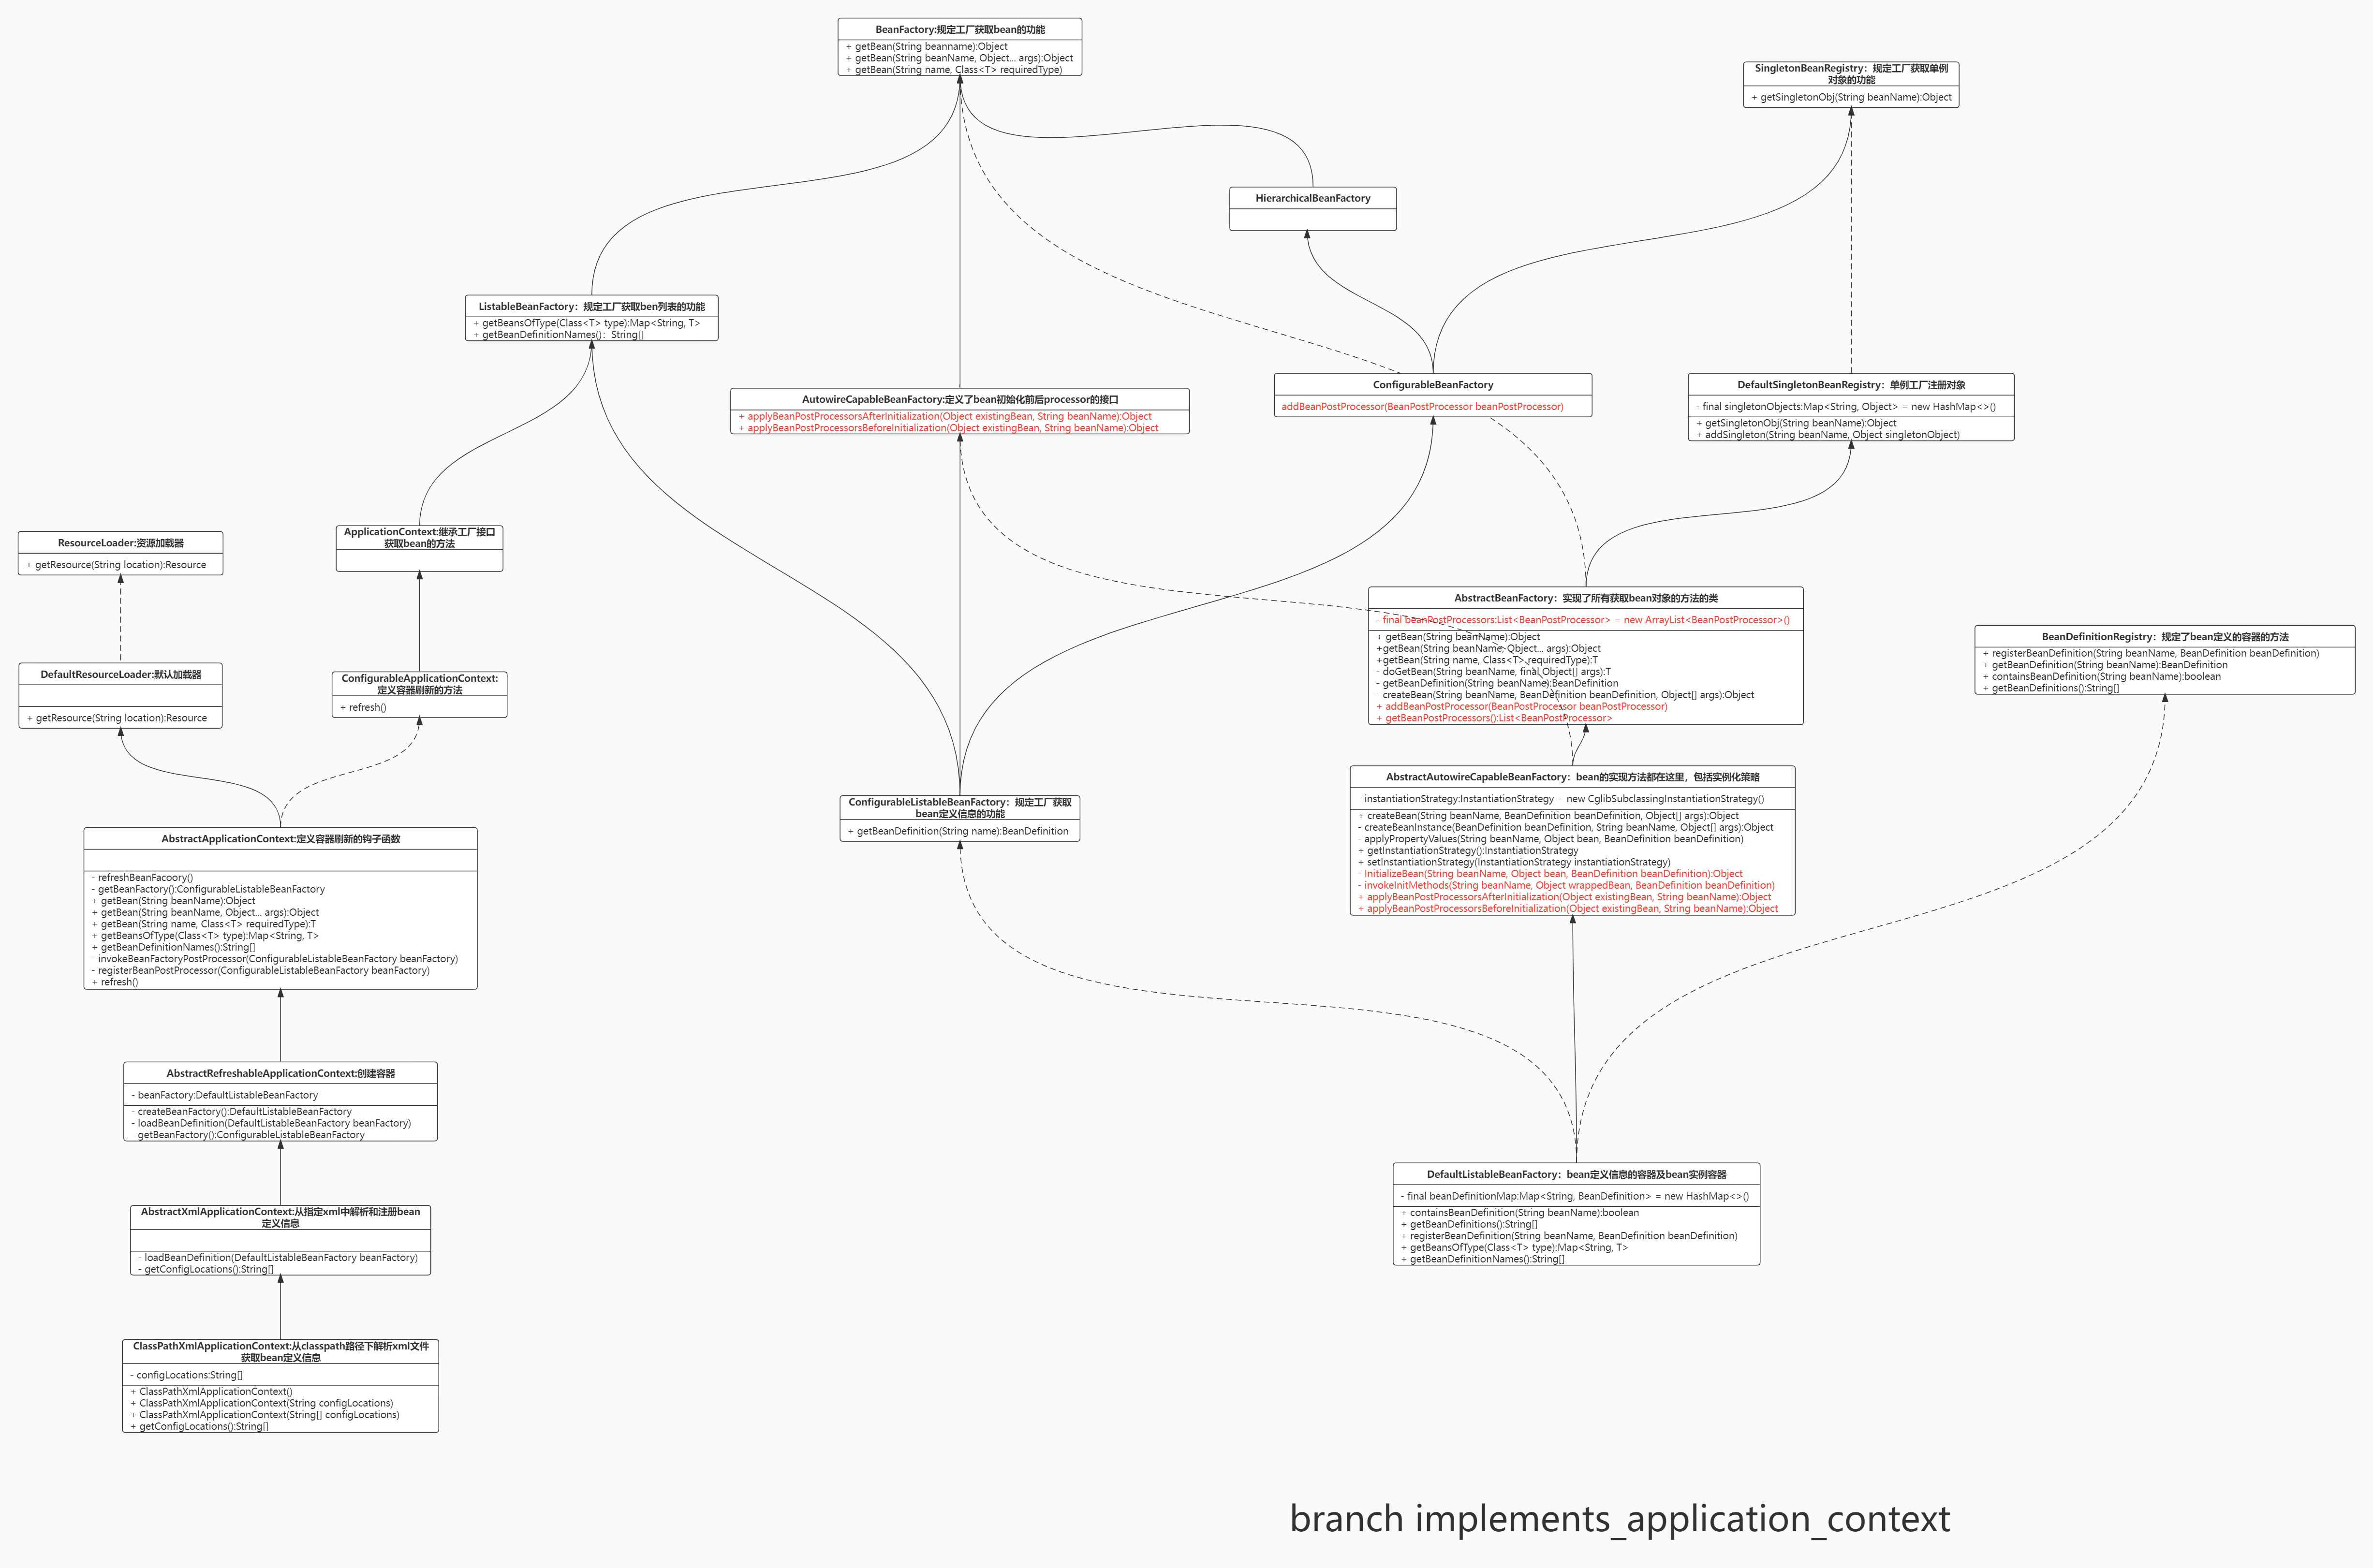 BeanFactory:规定工厂获取bean的功能
+ getBean(String beanname):Object
+ getBean(String beanName, Object... args):Object
+ getBean(String name, Class<T> requiredType)
SingletonBeanRegistry：规定工厂获取单例
对象的功能
+ getSingletonObj(String beanName):Object
HierarchicalBeanFactory
ListableBeanFactory：规定工厂获取ben列表的功能
+ getBeansOfType(Class<T> type):Map<String, T>
+ getBeanDefinitionNames()：String[]
AutowireCapableBeanFactory:定义了bean初始化前后processor的接口
+ applyBeanPostProcessorsAfterInitialization(Object existingBean, String beanName):Object
+ applyBeanPostProcessorsBeforeInitialization(Object existingBean, String beanName):Object
ConfigurableBeanFactory
addBeanPostProcessor(BeanPostProcessor beanPostProcessor)
DefaultSingletonBeanRegistry：单例工厂注册对象
- final singletonObjects:Map<String, Object> = new HashMap<>()
+ getSingletonObj(String beanName):Object
+ addSingleton(String beanName, Object singletonObject)
ResourceLoader:资源加载器
+ getResource(String location):Resource
ApplicationContext:继承工厂接口
获取bean的方法
DefaultResourceLoader:默认加载器
+ getResource(String location):Resource
ConfigurableApplicationContext:
定义容器刷新的方法
+ refresh()
AbstractBeanFactory：实现了所有获取bean对象的方法的类
- final beanPostProcessors:List<BeanPostProcessor> = new ArrayList<BeanPostProcessor>()
+ getBean(String beanName):Object
+getBean(String beanName, Object... args):Object
+getBean(String name, Class<T> requiredType):T
- doGetBean(String beanName, final Object[] args):T
- getBeanDefinition(String beanName):BeanDefinition
- createBean(String beanName, BeanDefinition beanDefinition, Object[] args):Object
+ addBeanPostProcessor(BeanPostProcessor beanPostProcessor)
+ getBeanPostProcessors():List<BeanPostProcessor>
BeanDefinitionRegistry：规定了bean定义的容器的方法
+ registerBeanDefinition(String beanName, BeanDefinition beanDefinition)
+ getBeanDefinition(String beanName):BeanDefinition
+ containsBeanDefinition(String beanName):boolean
+ getBeanDefinitions():String[]
AbstractAutowireCapableBeanFactory：bean的实现方法都在这里，包括实例化策略
- instantiationStrategy:InstantiationStrategy = new CglibSubclassingInstantiationStrategy()
+ createBean(String beanName, BeanDefinition beanDefinition, Object[] args):Object
- createBeanInstance(BeanDefinition beanDefinition, String beanName, Object[] args):Object
- applyPropertyValues(String beanName, Object bean, BeanDefinition beanDefinition)
+ getInstantiationStrategy():InstantiationStrategy
+ setInstantiationStrategy(InstantiationStrategy instantiationStrategy)
- InitializeBean(String beanName, Object bean, BeanDefinition beanDefinition):Object
- invokeInitMethods(String beanName, Object wrappedBean, BeanDefinition beanDefinition)
+ applyBeanPostProcessorsAfterInitialization(Object existingBean, String beanName):Object
+ applyBeanPostProcessorsBeforeInitialization(Object existingBean, String beanName):Object
ConfigurableListableBeanFactory：规定工厂获取
bean定义信息的功能
+ getBeanDefinition(String name):BeanDefinition
AbstractApplicationContext:定义容器刷新的钩子函数
- refreshBeanFacoory()
- getBeanFactory():ConfigurableListableBeanFactory
+ getBean(String beanName):Object
+ getBean(String beanName, Object... args):Object
+ getBean(String name, Class<T> requiredType):T
+ getBeansOfType(Class<T> type):Map<String, T>
+ getBeanDefinitionNames():String[]
- invokeBeanFactoryPostProcessor(ConfigurableListableBeanFactory beanFactory)
- registerBeanPostProcessor(ConfigurableListableBeanFactory beanFactory)
+ refresh()
AbstractRefreshableApplicationContext:创建容器
- beanFactory:DefaultListableBeanFactory
- createBeanFactory():DefaultListableBeanFactory
- loadBeanDefinition(DefaultListableBeanFactory beanFactory)
- getBeanFactory():ConfigurableListableBeanFactory
DefaultListableBeanFactory：bean定义信息的容器及bean实例容器
- final beanDefinitionMap:Map<String, BeanDefinition> = new HashMap<>()
+ containsBeanDefinition(String beanName):boolean
+ getBeanDefinitions():String[]
+ registerBeanDefinition(String beanName, BeanDefinition beanDefinition)
+ getBeansOfType(Class<T> type):Map<String, T>
+ getBeanDefinitionNames():String[]
AbstractXmlApplicationContext:从指定xml中解析和注册bean
定义信息
- loadBeanDefinition(DefaultListableBeanFactory beanFactory)
- getConfigLocations():String[]
ClassPathXmlApplicationContext:从classpath路径下解析xml文件
获取bean定义信息
- configLocations:String[]
+ ClassPathXmlApplicationContext()
+ ClassPathXmlApplicationContext(String configLocations)
+ ClassPathXmlApplicationContext(String[] configLocations)
+ getConfigLocations():String[]
branch implements_application_context